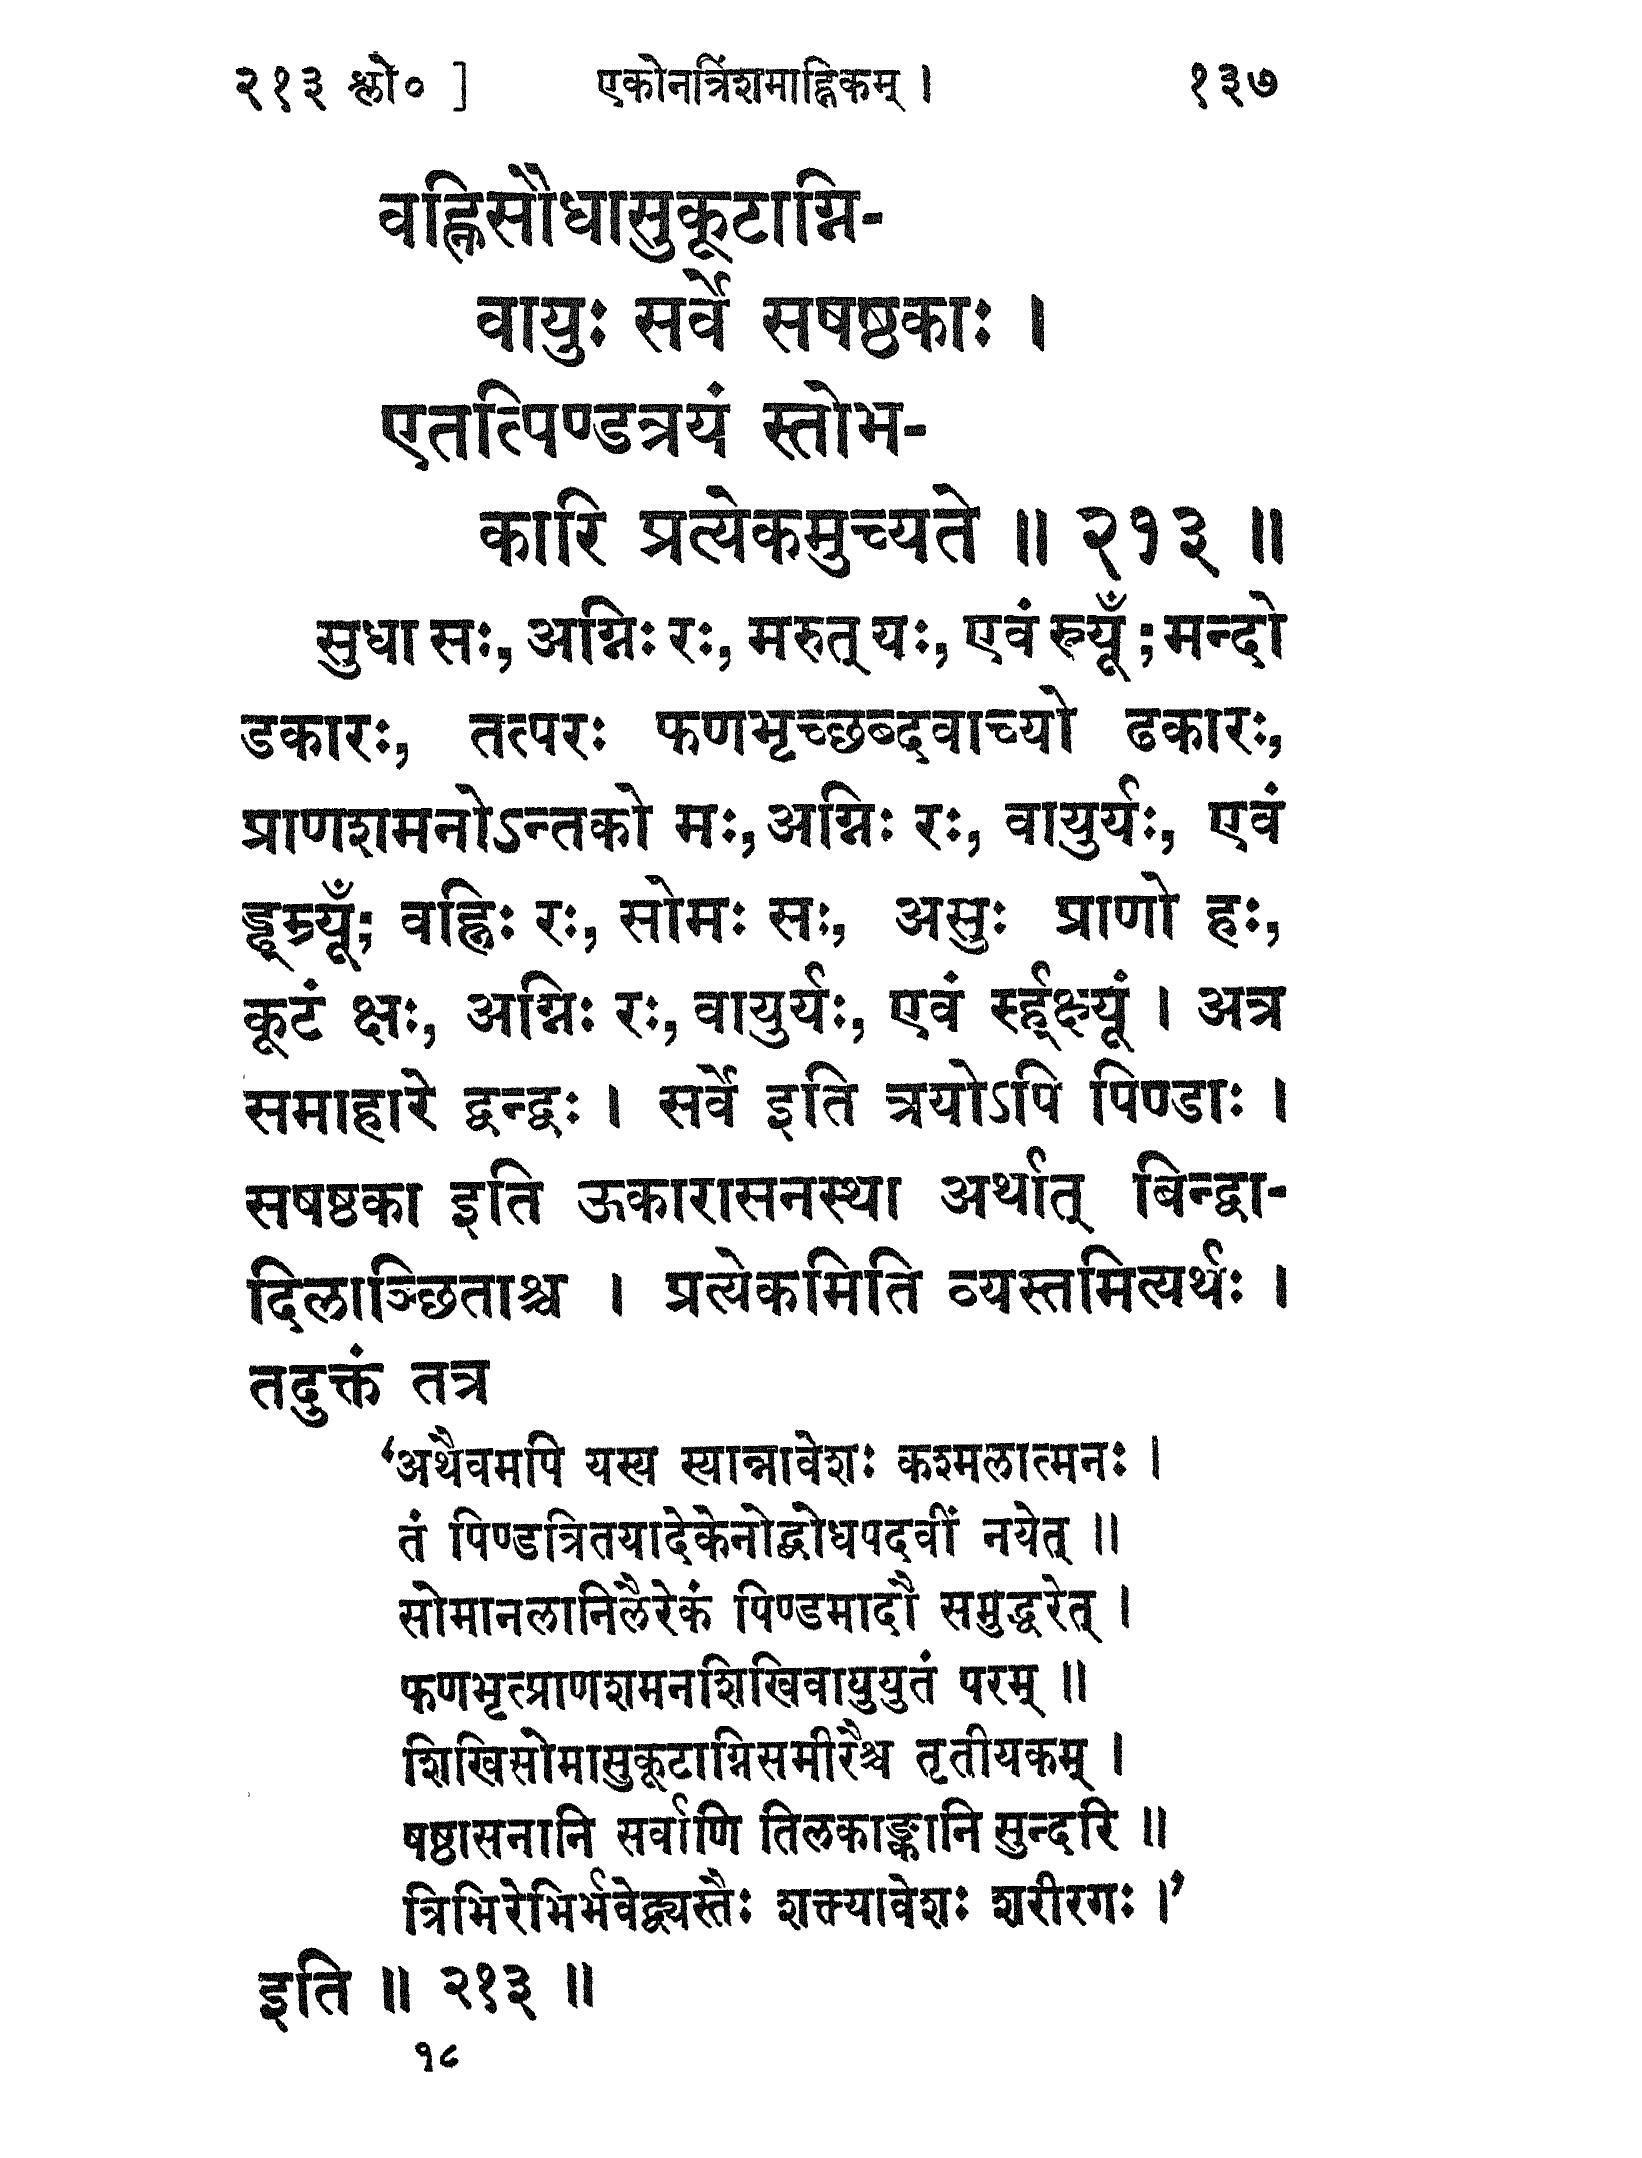 २१३ श्लो० ] एकोनत्रिंशमाह्निकम् । १३७
वह्निसौधासुकूटाग्नि-
वायुः सर्वे सषष्ठकाः ।
एतत्पिण्डत्रयं स्तोभ-
कारि प्रत्येकमुच्यते ॥ २१३ ॥
सुधा सः, अग्निः रः, मरुत् यः, एवं स्र्यूँ ; मन्दो
डकारः, तत्परः फणभृच्छब्दवाच्यो ढकारः,
प्राणशमनोऽन्तको मः, अग्निः रः, वायुर्यः, एवं
ड्ढ्म्र्यूँ; वह्निः रः, सोमः सः, असुः प्राणो हः,
कूटं क्षः, अग्निः रः, वायुर्यः, एवं र्स्ह्क्ष्र्यूं । अत्र
समाहारे द्वन्द्वः । सर्वे इति त्रयोऽपि पिण्डाः ।
सषष्ठका इति ऊकारासनस्था अर्थात् बिन्द्वा-
दिलाञ्छिताश्च । प्रत्येकमिति व्यस्तमित्यर्थः ।
तदुक्तं तत्र
‘अथैवमपि यस्य स्यान्नावेशः कश्मलात्मनः ।
तं पिण्डत्रितयादेकेनोद्बोधपदवीं नयेत् ॥
सोमानलानिलैरेकं पिण्डमादौ समुद्धरेत् ।
फणभृत्प्राणशमनशिखिवायुयुतं परम् ॥
शिखिसोमासुकूटाग्निसमीरैश्च तृतीयकम् ।
षष्ठासनानि सर्वाणि तिलकाङ्कानि सुन्दरि ॥
त्रिभिरेभिर्भवेद्व्यस्तैः शक्त्यावेशः शरीरगः ।’
इति ॥ २१३ ॥
१८